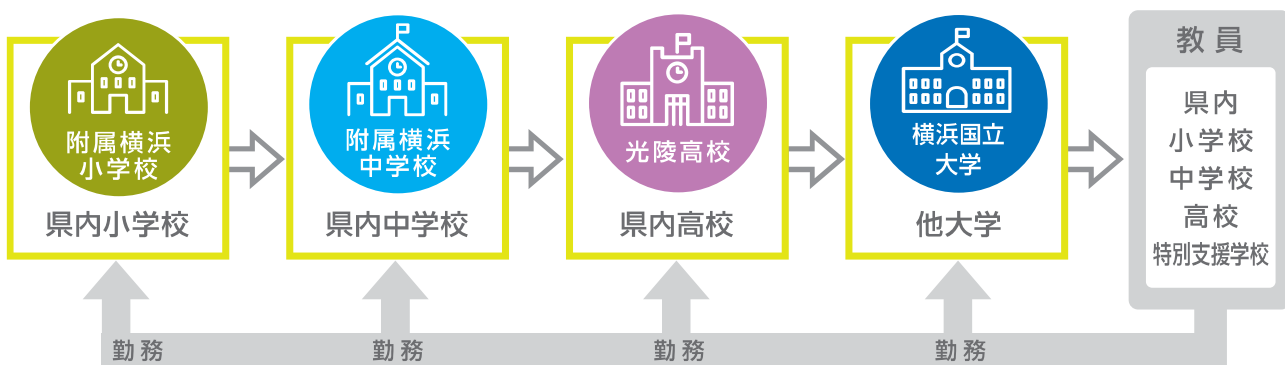 附属横浜
小学校
県内小学校
附属横浜
中学校
県内中学校
光陵高校
県内高校
横浜国立
大学
他大学
教員
県内
小学校
中学校
高校
特別支援学校
勤務
勤務
勤務
勤務